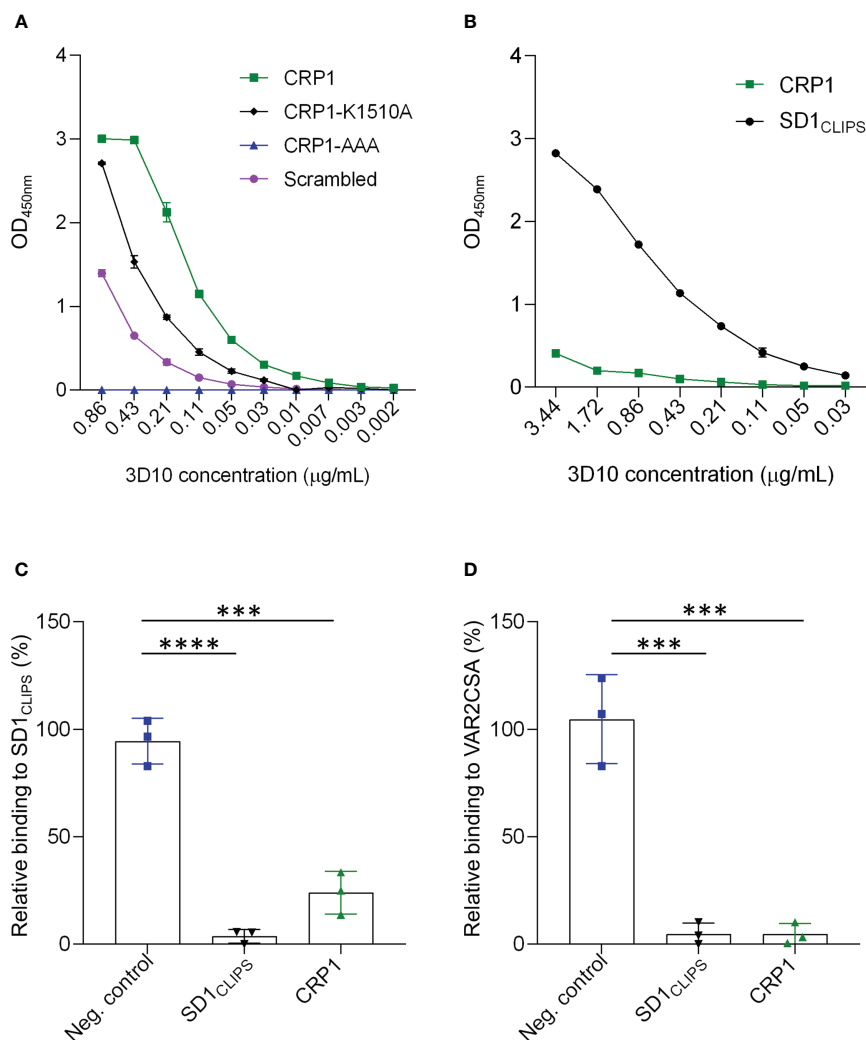 A
4
3
2
1
0
OD450nm
CRP1
CRP1-K1510A
CRP1-AAA
Scrambled
0.86
0.43
0.21
0.11
0.05
0.03
0.01
0.007
0.003
0.002
3D10 concentration (μg/mL)
B
4
3
2
1
0
OD450nm
CRP1
SD1CLIPS
3.44
1.72
0.86
0.43
0.21
0.11
0.05
0.03
3D10 concentration (μg/mL)
C
150
100
50
0
Relative binding to SD1CLIPS (%)
***
****
Neg. control
SD1CLIPS
CRP1
D
150
100
50
0
Relative binding to VAR2CSA (%)
***
***
Neg. control
SD1CLIPS
CRP1